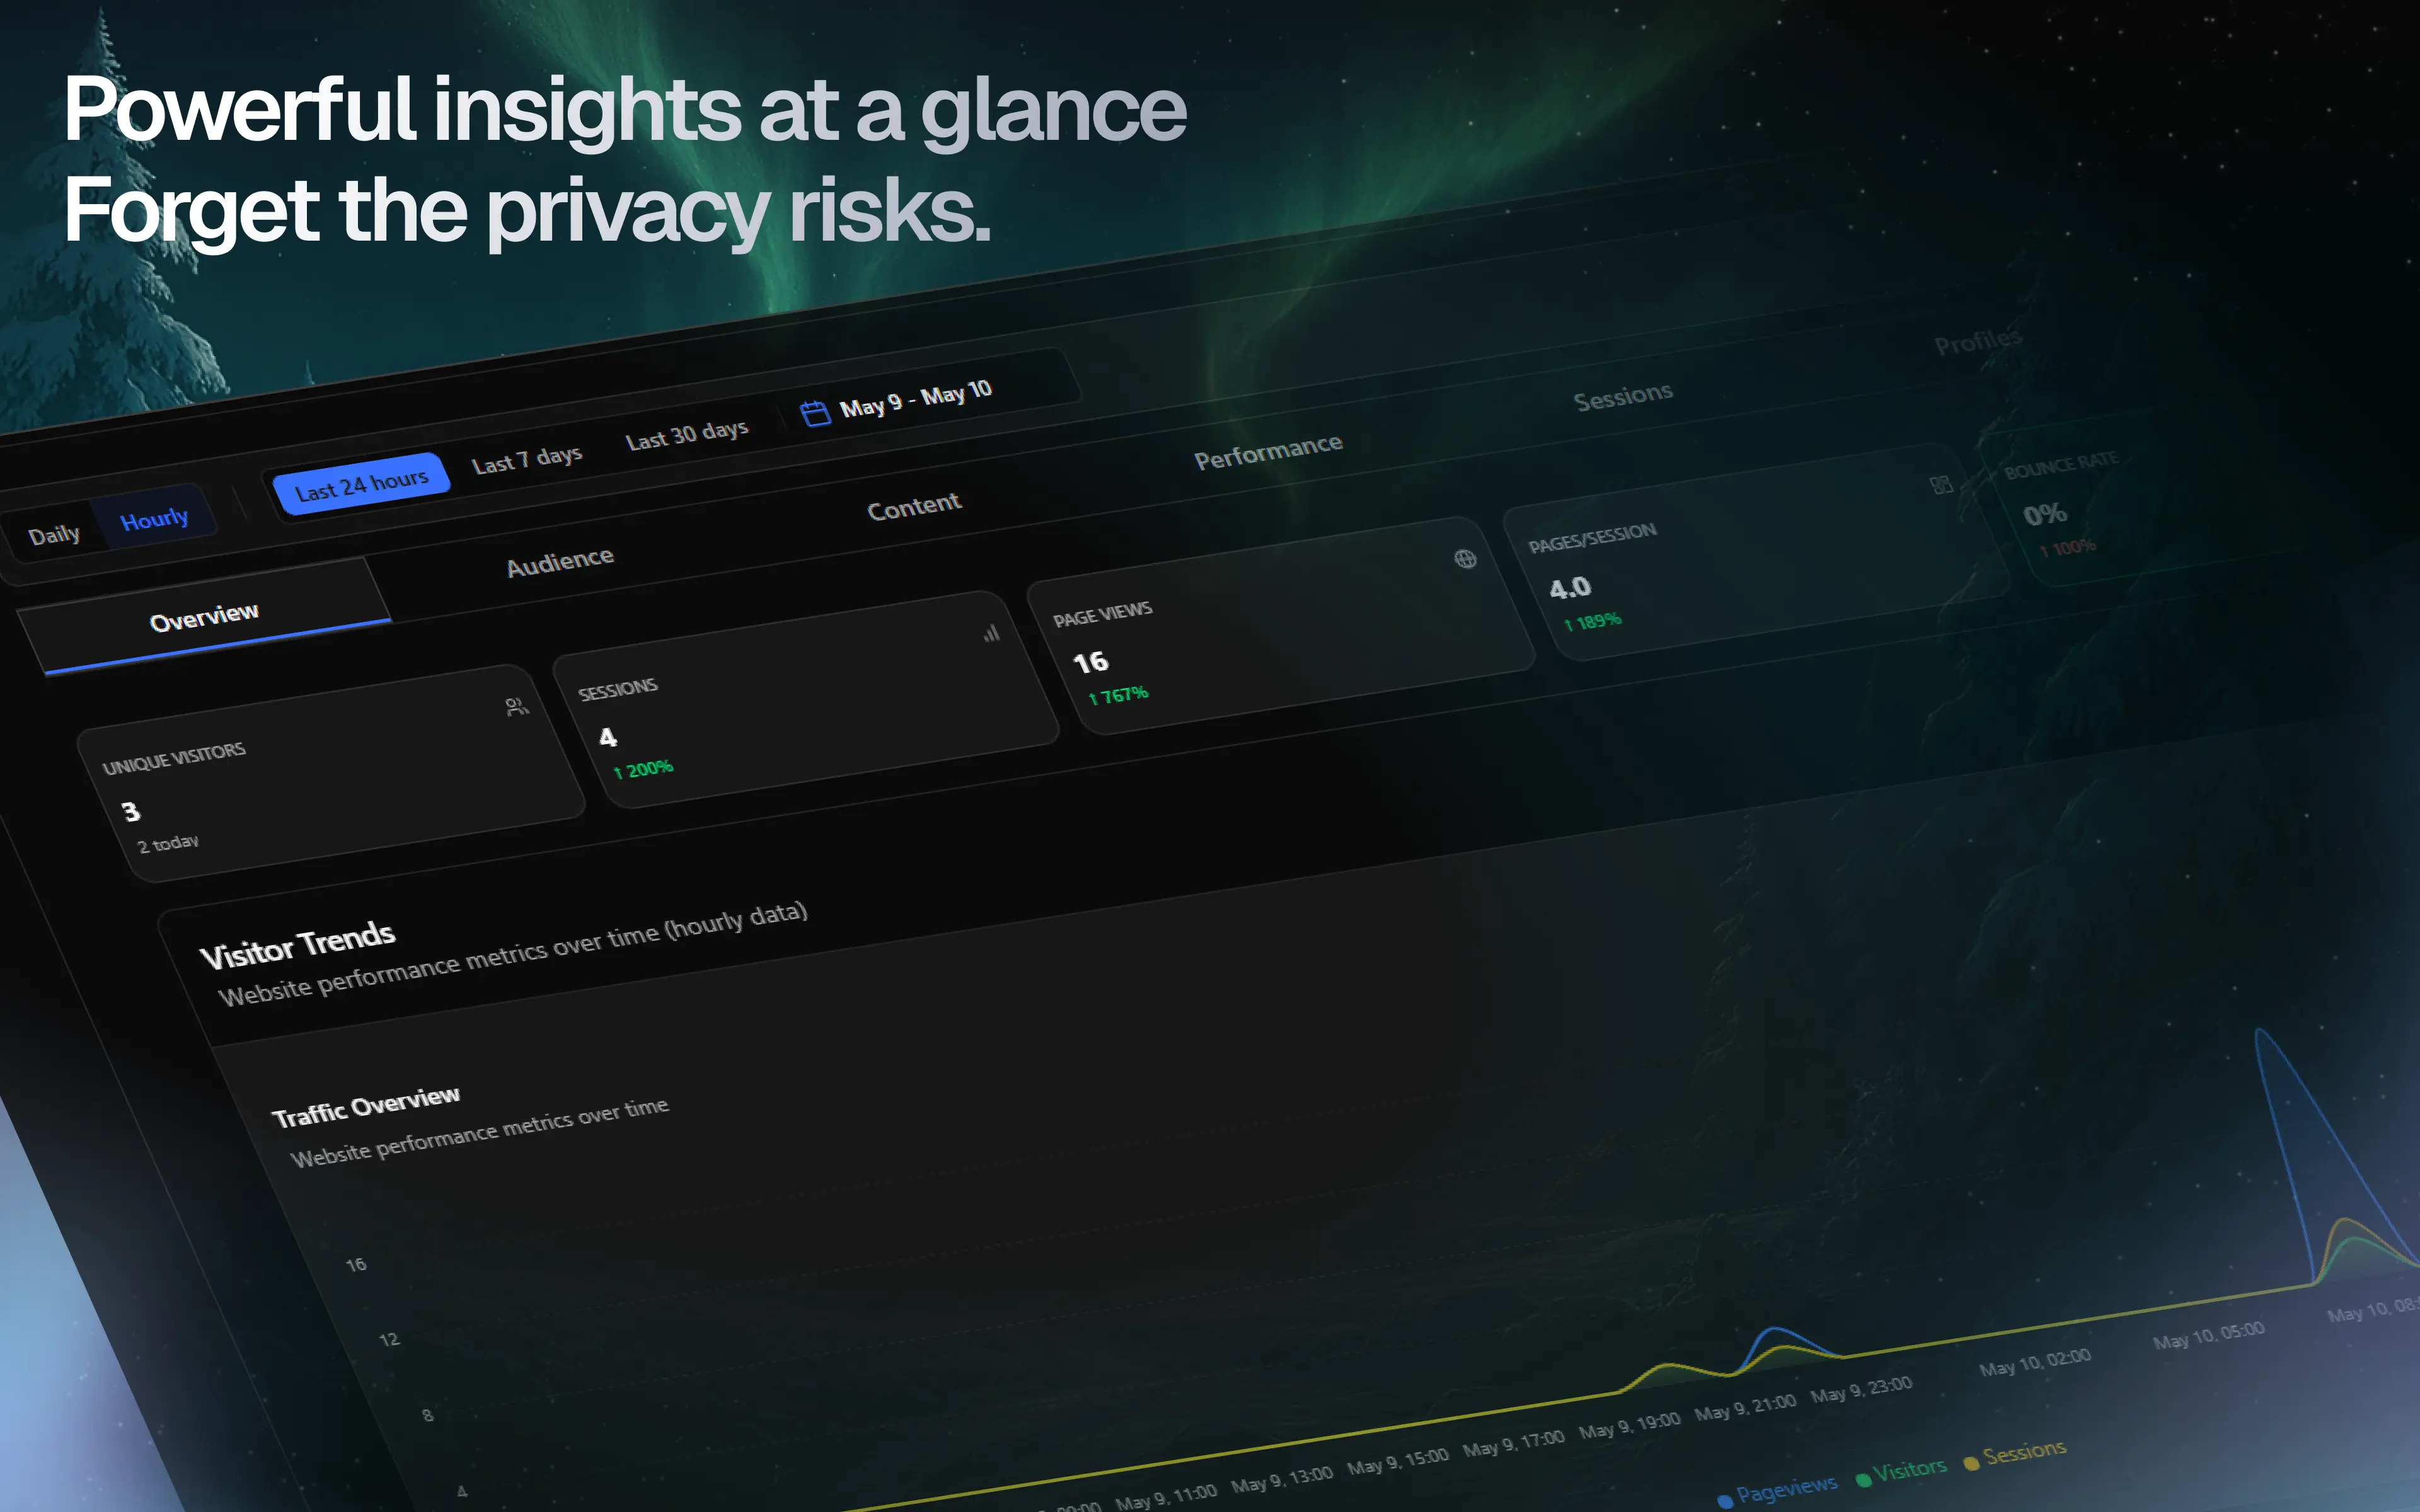 Powerful insights at a glance
Forget the privacy risks.
Daily
Hourly
Last 24 hours
Last 7 days
Last 30 days
May 9 - May 10
Overview
Audience
Content
Performance
Sessions
Profiles
UNIQUE VISITORS
3
2 today
SESSIONS
4
↑ 200%
PAGE VIEWS
16
↑ 767%
PAGES/SESSION
4.0
↑ 189%
BOUNCE RATE
0%
↑ 100%
Visitor Trends
Website performance metrics over time (hourly data)
Traffic Overview
Website performance metrics over time
16
12
8
4
May 9, 11:00
May 9, 13:00
May 9, 15:00
May 9, 17:00
May 9, 19:00
May 9, 21:00
May 9, 23:00
May 10, 02:00
May 10, 05:00
May 10,
Pageviews
Visitors
Sessions